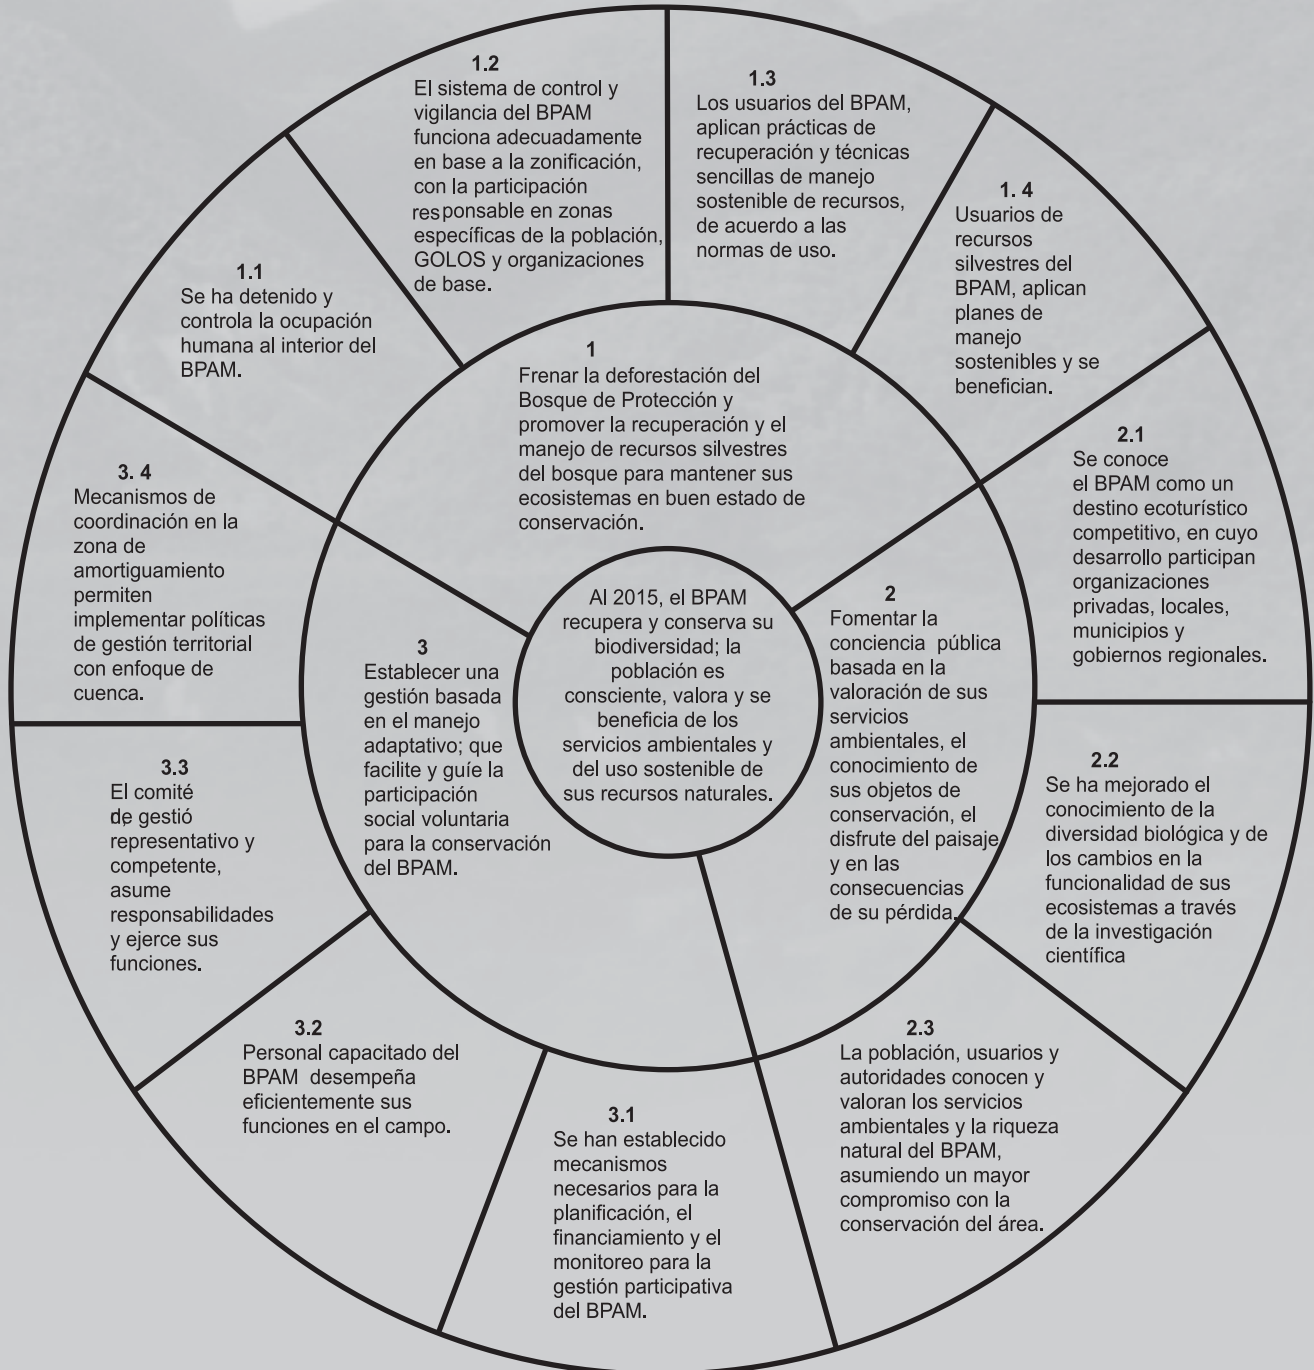 1.2
El sistema de control y
vigilancia del BPAM
funciona adecuadamente
en base a la zonificación,
con la participación
responsable en zonas
específicas de la población,
GOLOS y organizaciones
de base.
1.3
Los usuarios del BPAM,
aplican prácticas de
recuperación y técnicas
sencillas de manejo
sostenible de recursos,
de acuerdo a las
normas de uso.
1. 4
Usuarios de
recursos
silvestres del
BPAM, aplican
planes de
manejo
sostenibles y se
benefician.
1.1
Se ha detenido y
controla la ocupación
humana al interior del
BPAM.
1
Frenar la deforestación del
Bosque de Protección y
promover la recuperación y el
manejo de recursos silvestres
del bosque para mantener sus
ecosistemas en buen estado de
conservación.
2.1
Se conoce
el BPAM como un
destino ecoturístico
competitivo, en cuyo
desarrollo participan
organizaciones
privadas, locales,
municipios y
gobiernos regionales.
3. 4
Mecanismos de
coordinación en la
zona de
amortiguamiento
permiten
implementar políticas
de gestión territorial
con enfoque de
cuenca.
3
Establecer una
gestión basada
en el manejo
adaptativo; que
facilite y guíe la
participación
social voluntaria
para la conservación
del BPAM.
Al 2015, el BPAM
recupera y conserva su
biodiversidad; la
población es
consciente, valora y se
beneficia de los
servicios ambientales y
del uso sostenible de
sus recursos naturales.
2
Fomentar la
conciencia pública
basada en la
valoración de sus
servicios
ambientales, el
conocimiento de
sus objetos de
conservación, el
disfrute del paisaje
y en las
consecuencias
de su pérdida.
2.2
Se ha mejorado el
conocimiento de la
diversidad biológica y de
los cambios en la
funcionalidad de sus
ecosistemas a través
de la investigación
científica
3.3
El comité
de gestió
representativo y
competente,
asume
responsabilidades
y ejerce sus
funciones.
3.2
Personal capacitado del
BPAM desempeña
eficientemente sus
funciones en el campo.
3.1
Se han establecido
mecanismos
necesarios para la
planificación, el
financiamiento y el
monitoreo para la
gestión participativa
del BPAM.
2.3
La población, usuarios y
autoridades conocen y
valoran los servicios
ambientales y la riqueza
natural del BPAM,
asumiendo un mayor
compromiso con la
conservación del área.